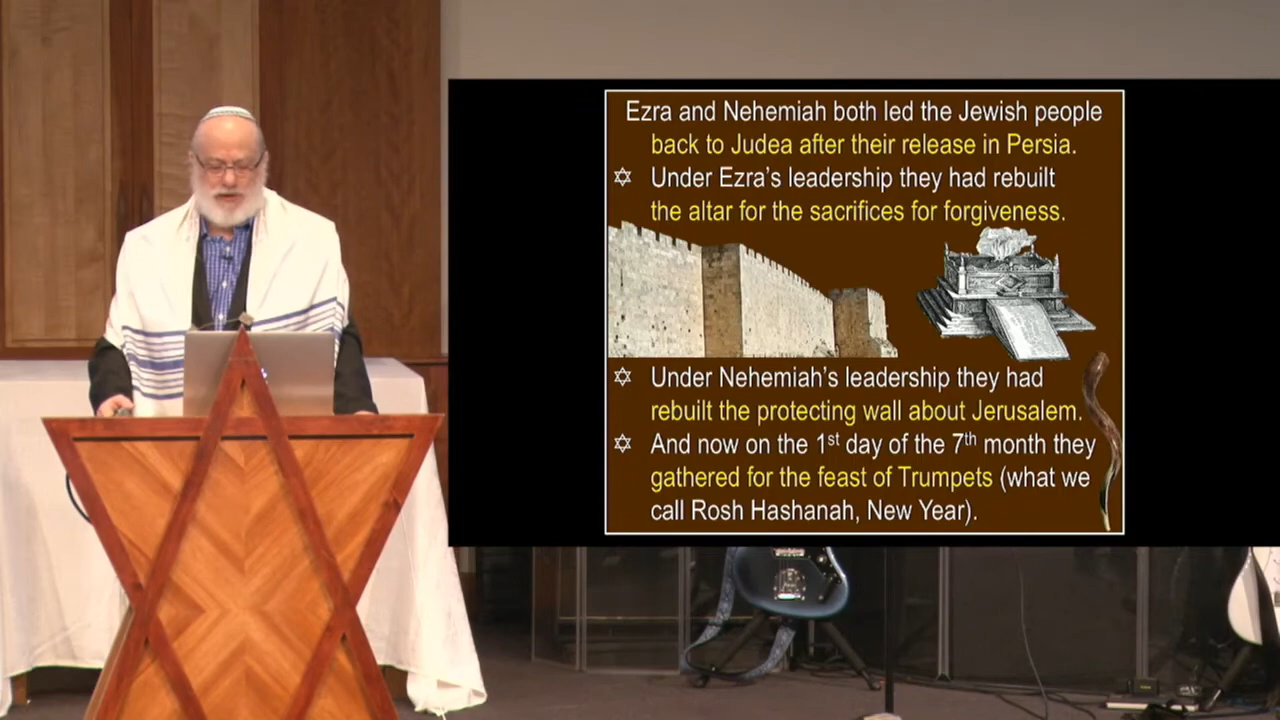 Ezra and Nehemiah both led the Jewish people
back to Judea after their release in Persia.
✡ Under Ezra's leadership they had rebuilt
the altar for the sacrifices for forgiveness.
✡ Under Nehemiah's leadership they had
rebuilt the protecting wall about Jerusalem.
✡ And now on the 1st day of the 7th month they
gathered for the feast of Trumpets (what we
call Rosh Hashanah, New Year).